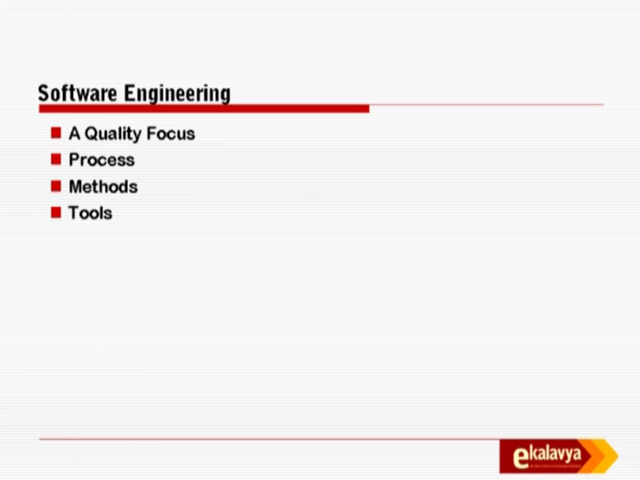 Software Engineering
A Quality Focus
Process
Methods
Tools
ekalavya